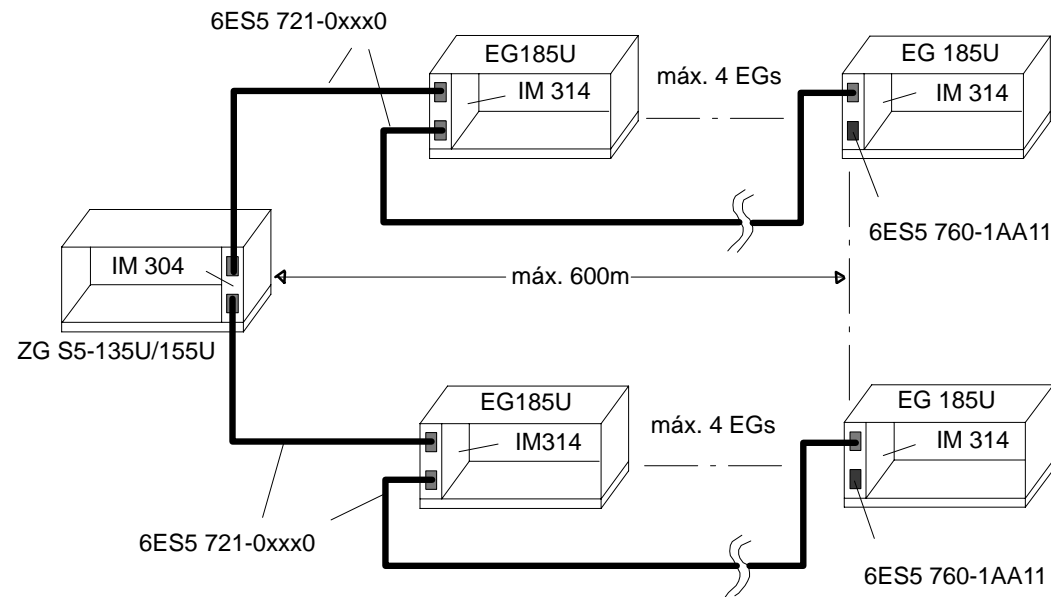 6ES5 721-0xxx0
EG185U
IM 314
máx. 4 EGs
EG 185U
IM 314
6ES5 760-1AA11
IM 304
máx. 600m
ZG S5-135U/155U
EG185U
IM314
máx. 4 EGs
EG 185U
IM 314
6ES5 721-0xxx0
6ES5 760-1AA11